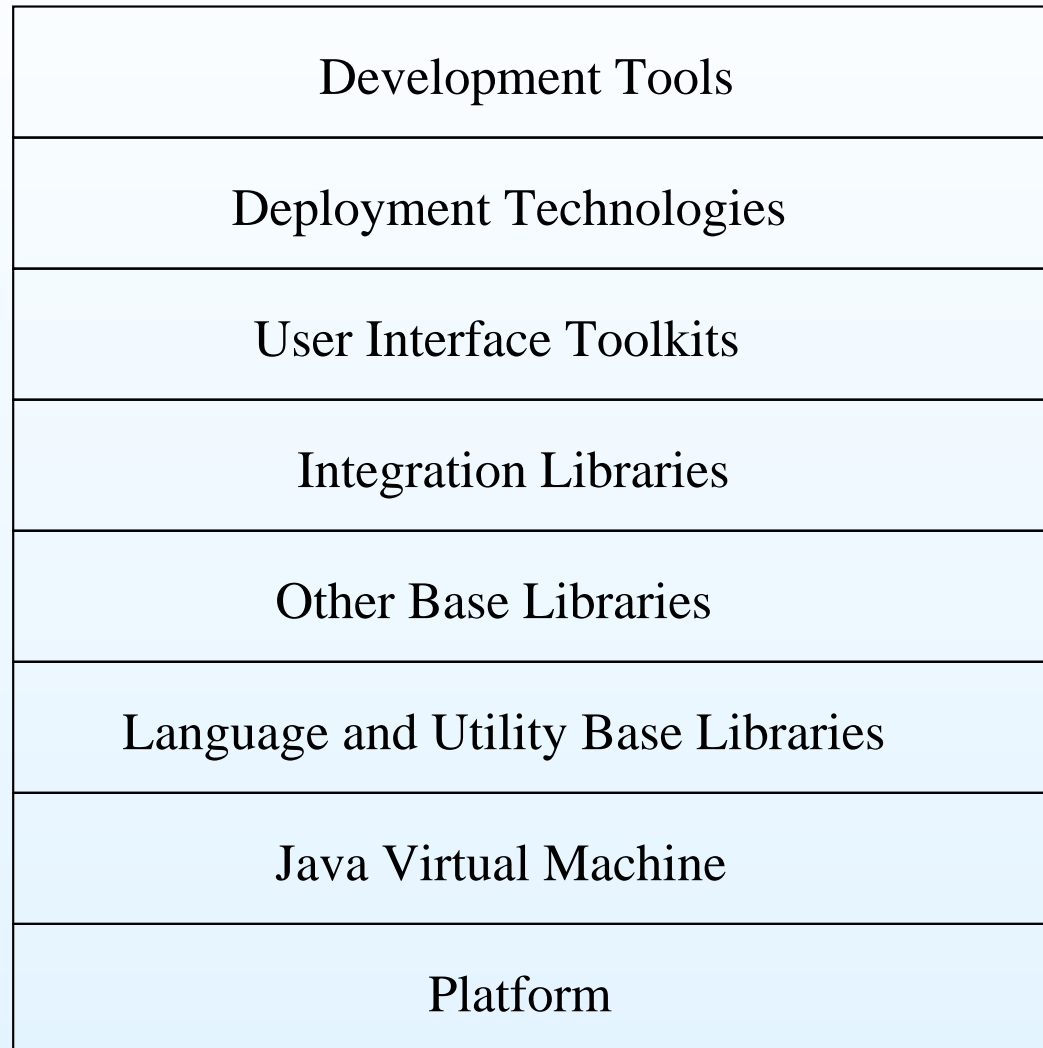 Development Tools
Deployment Technologies
User Interface Toolkits
Integration Libraries
Other Base Libraries
Language and Utility Base Libraries
Java Virtual Machine
Platform